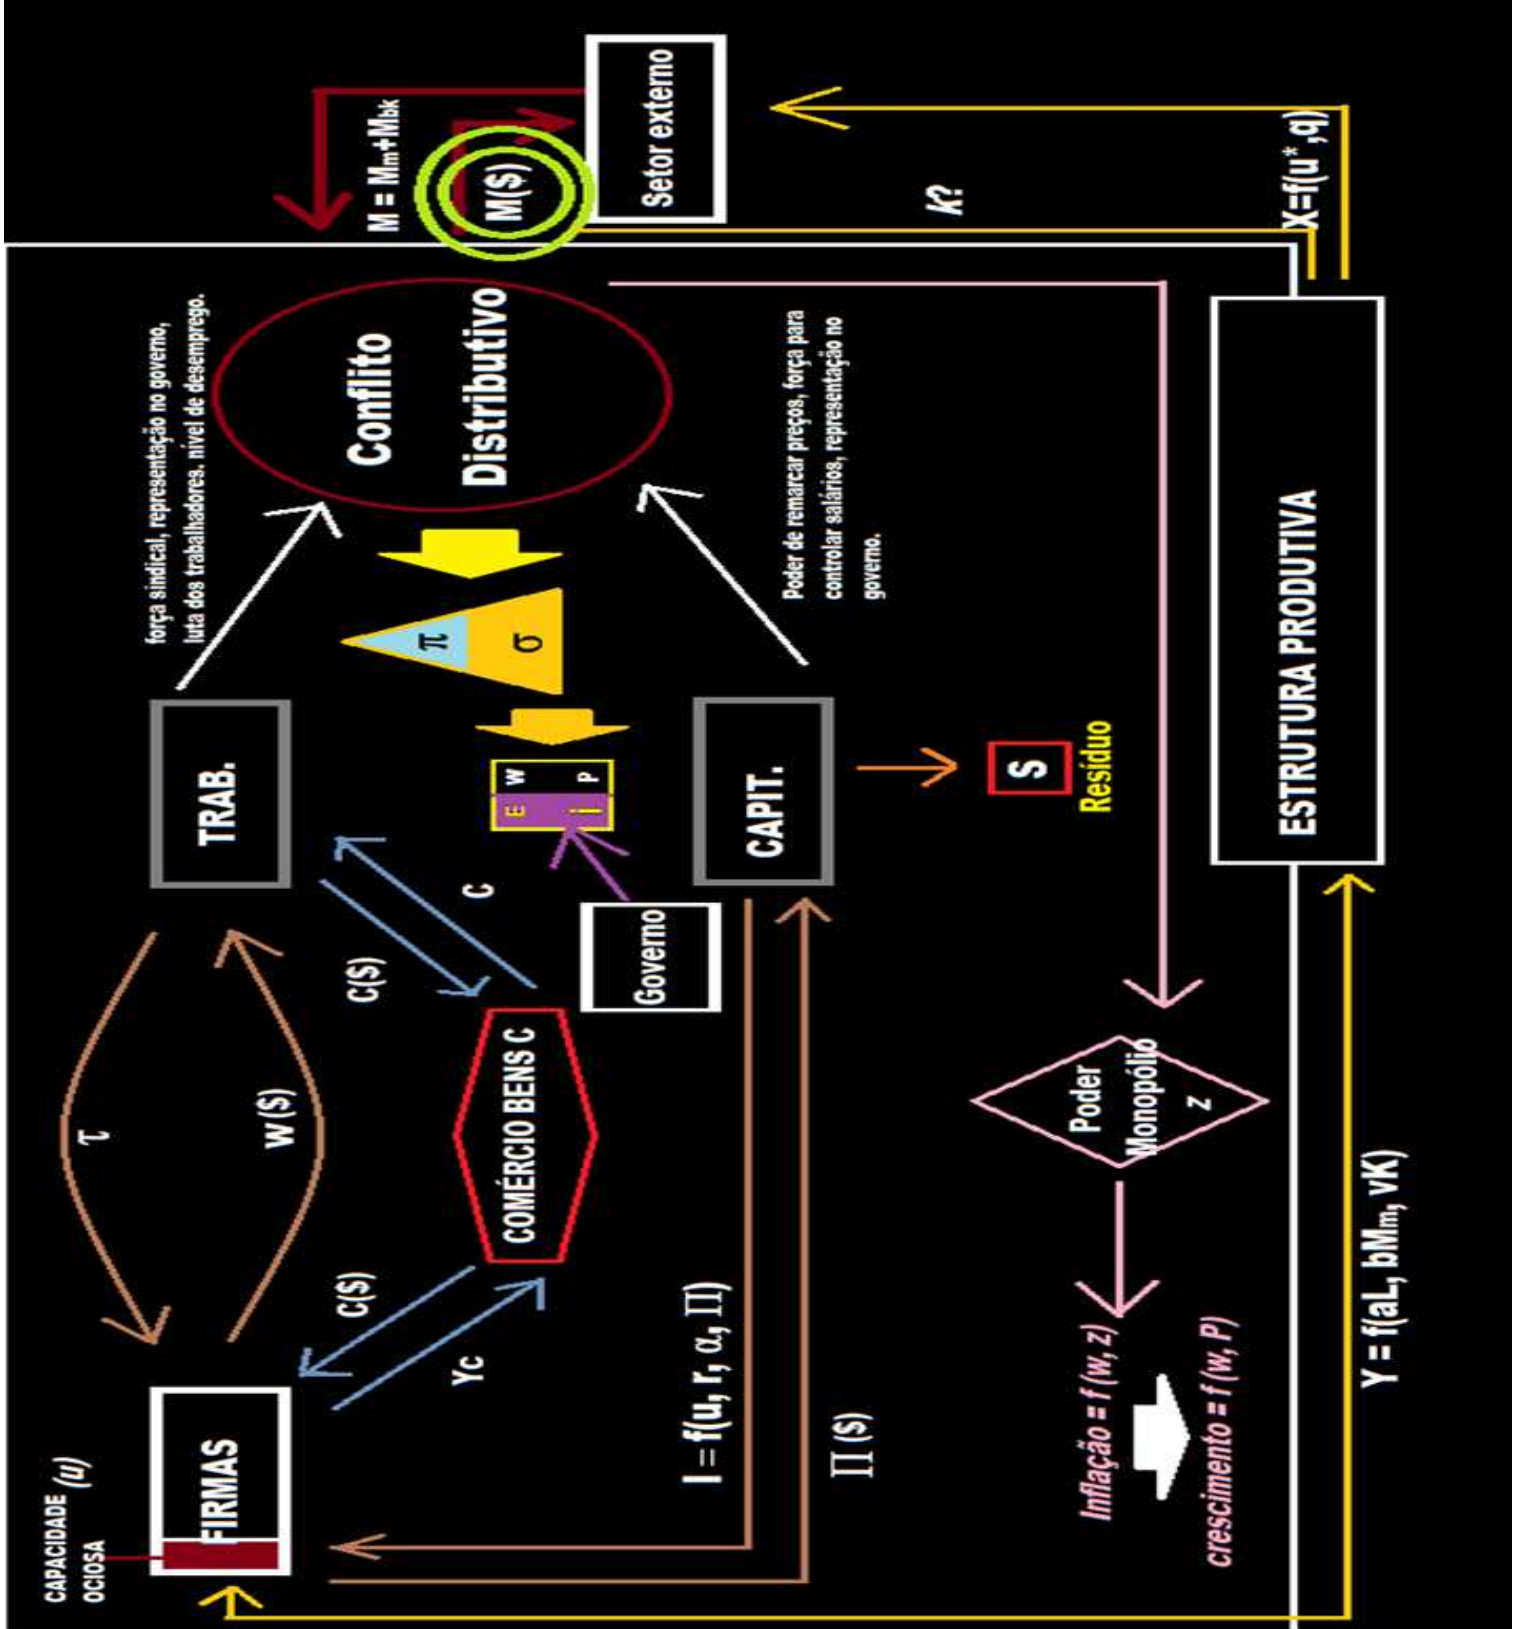 CAPACIDADE
OCIOSA
(u)
FIRMAS
τ
W ($)
TRAB.
força sindical, representação no governo,
luta dos trabalhadores. nível de desemprego.
C($)
Yc
COMÉRCIO BENS C
C($)
C
E W
i P
π
σ
Conflito
Distributivo
M = Mm+Mbk
M($)
Setor externo
Governo
I = f(u, r, α, ∏)
∏ ($)
CAPIT.
Poder de remarcar preços, força para
controlar salários, representação no
governo.
S
Resíduo
k?
Inflação = f (w, z)
crescimento = f (w, P)
Poder
Monopólio
z
ESTRUTURA PRODUTIVA
X=f(u*,q)
Y = f(aL, bMm, vK)